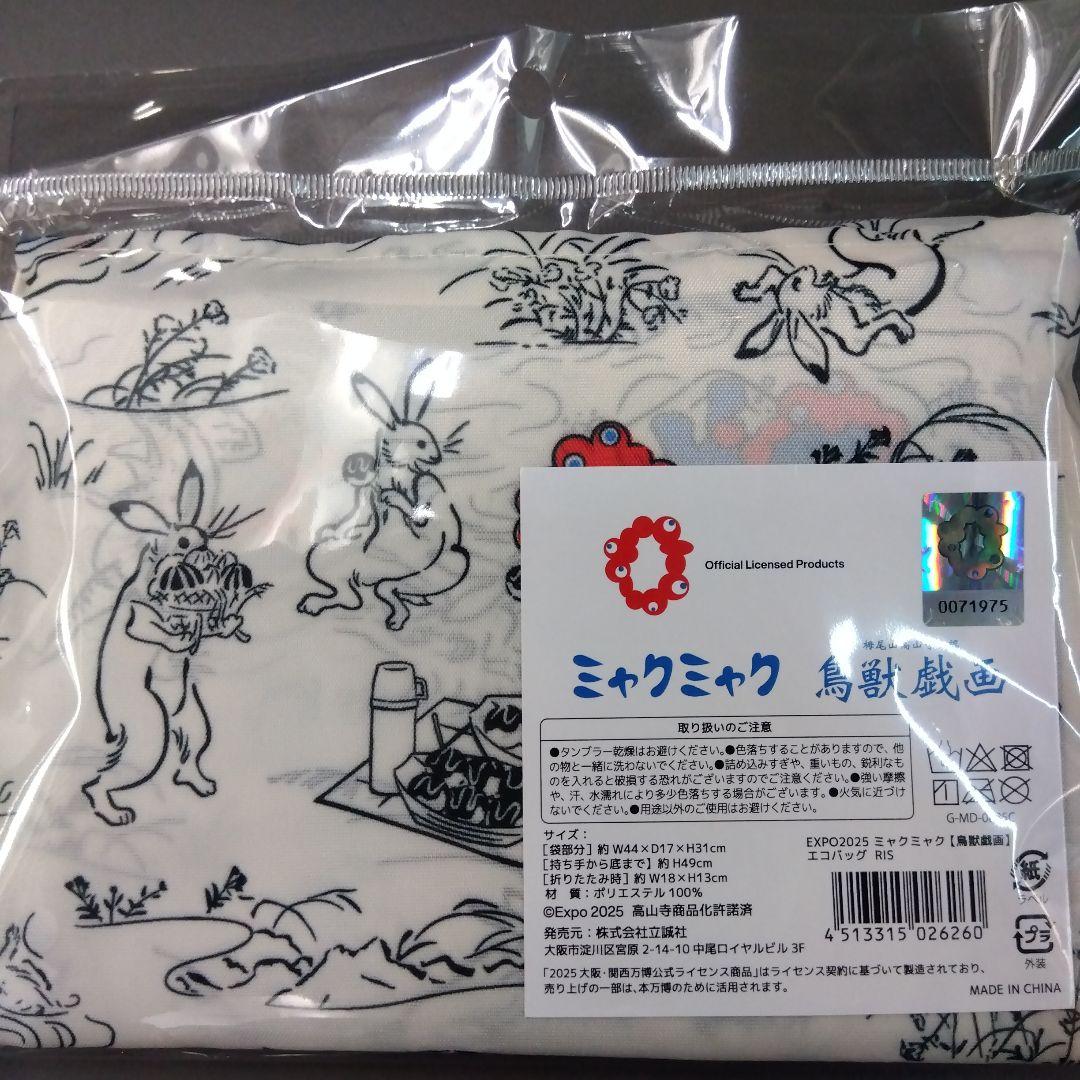 Official Licensed Products
0071975
ミャクミャク 鳥獣戯画
取り扱いのご注意
●タンブラー乾燥はお避けください。●色落ちすることがありますので、他
の物と一緒に洗わないでください。●詰め込みすぎや、重いもの、鋭利なも
のを入れると破損する恐れがございますのでご注意ください。●強い摩擦
や、汗、水濡れにより多少色落ちする場合がございます。●火気に近づけ
ないでください。●用途以外のご使用はお避けください。
サイズ：
[袋部分] 約 W44×D17×H31cm
[持ち手から底まで] 約 H49cm
[折りたたみ時] 約 W18×H13cm
材 質：ポリエステル100%
©Expo 2025 高山寺商品化許諾済
発売元：株式会社立誠社
大阪市淀川区宮原 2-14-10 中尾ロイヤルビル 3F
EXPO2025 ミャクミャク【鳥獣戯画】
エコバッグ RIS
4 513315 026260
紙
ラベル
プラ
外装
「2025 大阪・関西万博公式ライセンス商品」はライセンス契約に基づいて製造されており、
売り上げの一部は、本万博のために活用されます。
MADE IN CHINA